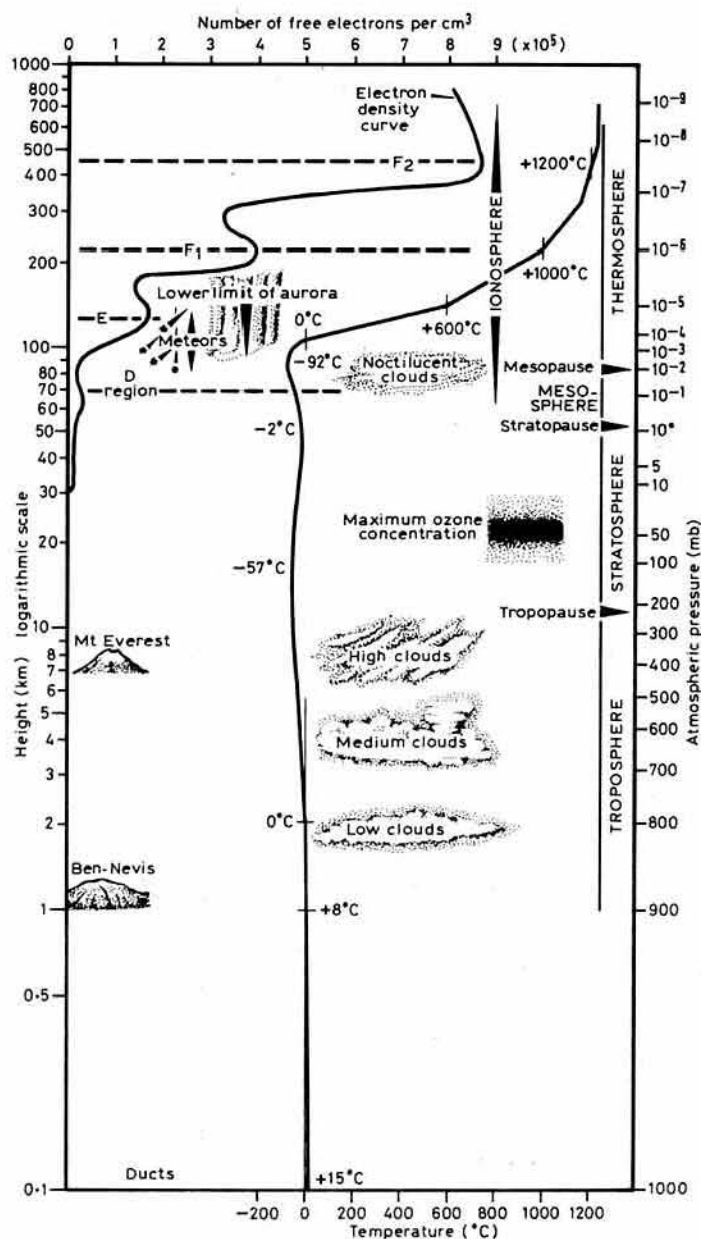 Number of free electrons per cm³
0 1 2 3 4 5 6 7 8 9 (x10⁵)
1000
800
700
600
500
400
300
200
100
80
70
60
50
40
30
20
10
8
7
6
5
4
3
2
1
0·5
0·1
Height (km) logarithmic scale
Electron
density
curve
F₂
F₁
E
D
region
Lower limit of aurora
Meteors
0°C
−92°C
−2°C
−57°C
0°C
+8°C
+15°C
+600°C
+1000°C
+1200°C
Noctilucent
clouds
Maximum ozone
concentration
High clouds
Medium clouds
Low clouds
Mt Everest
Ben-Nevis
Ducts
IONOSPHERE
THERMOSPHERE
Mesopause
MESO-
SPHERE
Stratopause
STRATOSPHERE
Tropopause
TROPOSPHERE
10⁻⁹
10⁻⁸
10⁻⁷
10⁻⁵
10⁻⁴
10⁻³
10⁻²
10⁻¹
5
10
50
100
200
300
400
500
600
700
800
900
1000
Atmospheric pressure (mb)
−200 0 200 400 600 800 1000 1200
Temperature (°C)